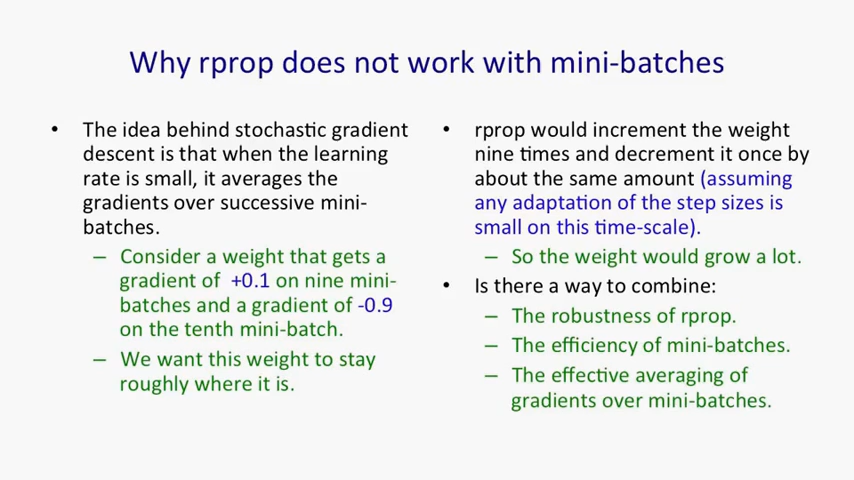 Why rprop does not work with mini-batches
• The idea behind stochastic gradient
descent is that when the learning
rate is small, it averages the
gradients over successive mini-
batches.
– Consider a weight that gets a
gradient of +0.1 on nine mini-
batches and a gradient of -0.9
on the tenth mini-batch.
– We want this weight to stay
roughly where it is.
• rprop would increment the weight
nine times and decrement it once by
about the same amount (assuming
any adaptation of the step sizes is
small on this time-scale).
– So the weight would grow a lot.
• Is there a way to combine:
– The robustness of rprop.
– The efficiency of mini-batches.
– The effective averaging of
gradients over mini-batches.